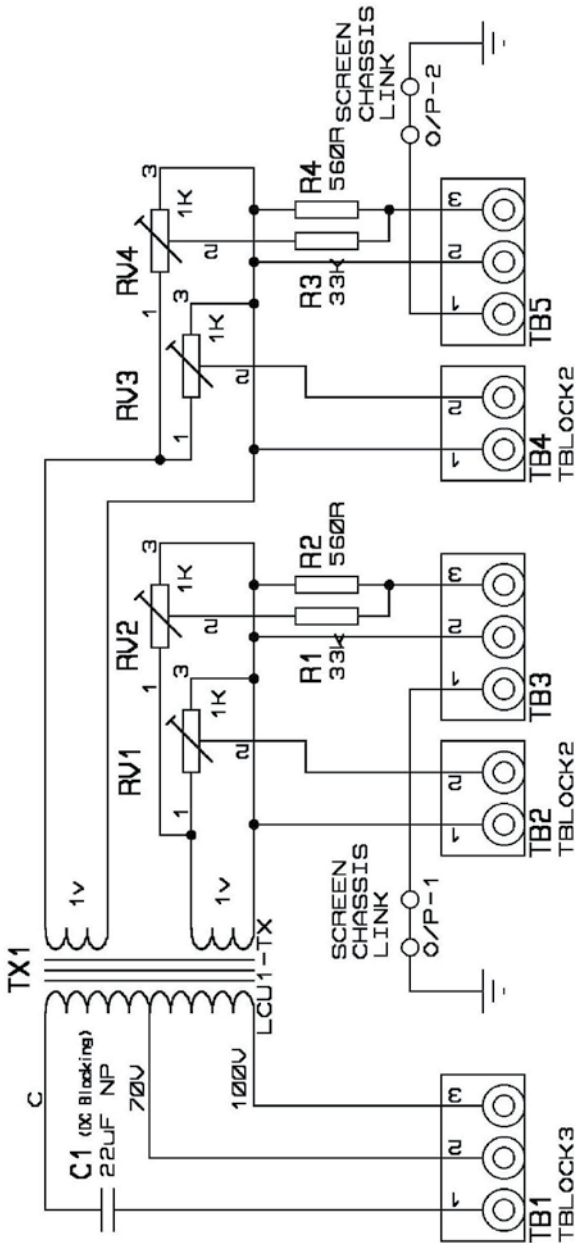 TX1
C
C1 (DC Blocking)
22uF NP
70V
100V
LCU1-TX
1v
1v
RV1
1
2
3
1K
RV2
1
2
3
1K
RV3
1
2
3
1K
RV4
1
2
3
1K
R1
33K
R2
560R
R3
33K
R4
560R
SCREEN
CHASSIS
LINK
O/P-1
SCREEN
CHASSIS
LINK
O/P-2
1
2
3
TB1
TBLOCK3
1
2
TB2
TBLOCK2
1
2
3
TB3
1
2
TB4
TBLOCK2
1
2
3
TB5